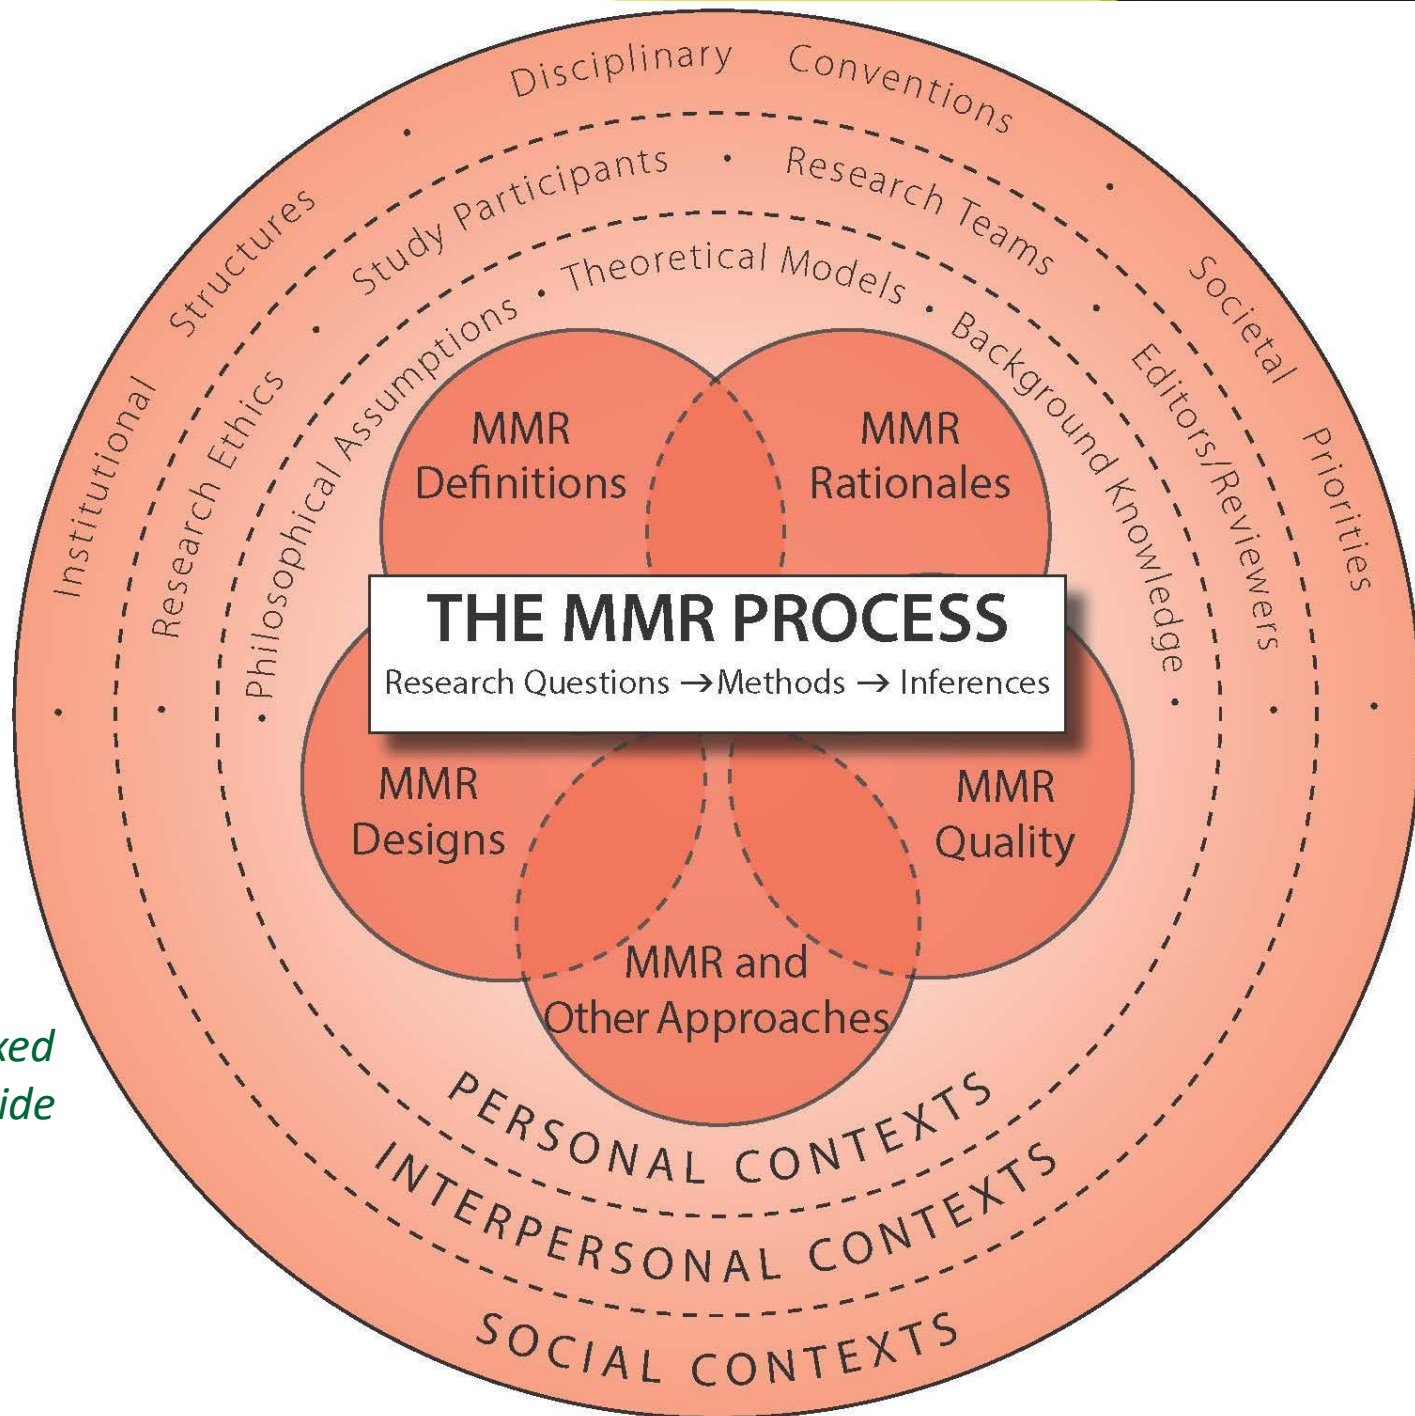 Disciplinary Conventions
Institutional Structures
Societal Priorities
Study Participants • Research Teams
Research Ethics
Editors/Reviewers
Philosophical Assumptions • Theoretical Models • Background Knowledge
MMR
Definitions
MMR
Rationales
THE MMR PROCESS
Research Questions → Methods → Inferences
MMR
Designs
MMR
Quality
MMR and
Other Approaches
PERSONAL CONTEXTS
INTERPERSONAL CONTEXTS
SOCIAL CONTEXTS